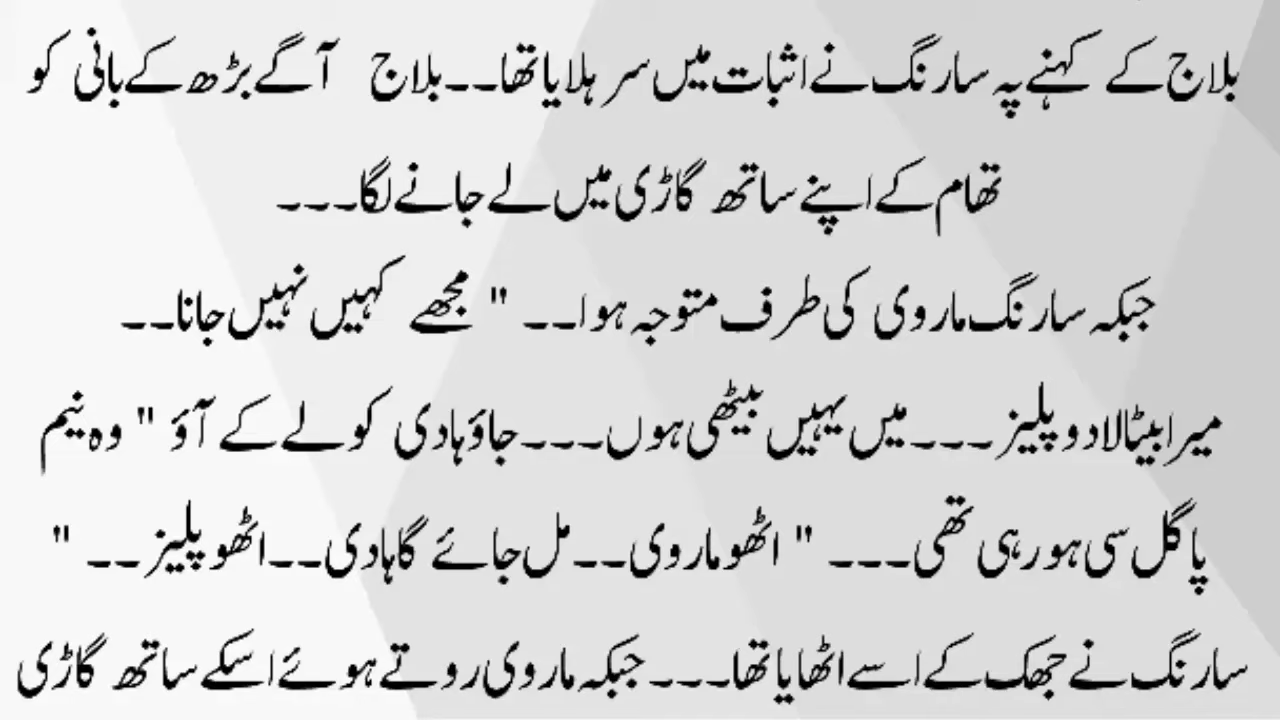 بلاج کے کہنے پہ سارنگ نے اثبات میں سر ہلایا تھا۔۔بلاج آگے بڑھ کے بانی کو
تھام کے اپنے ساتھ گاڑی میں لے جانے لگا۔۔۔
جبکہ سارنگ ماروی کی طرف متوجہ ہوا۔۔ " مجھے کہیں نہیں جانا۔۔
میرا بیٹا لا دو پلیز ۔۔۔میں یہیں بیٹھی ہوں۔۔۔جاؤ ہادی کو لے کے آؤ " وہ نیم
پاگل سی ہو رہی تھی۔۔۔ " اٹھو ماروی۔۔مل جائے گا ہادی۔۔اٹھو پلیز ۔۔ "
سارنگ نے جھک کے اسے اٹھایا تھا۔۔۔جبکہ ماروی روتے ہوئے اسکے ساتھ گاڑی